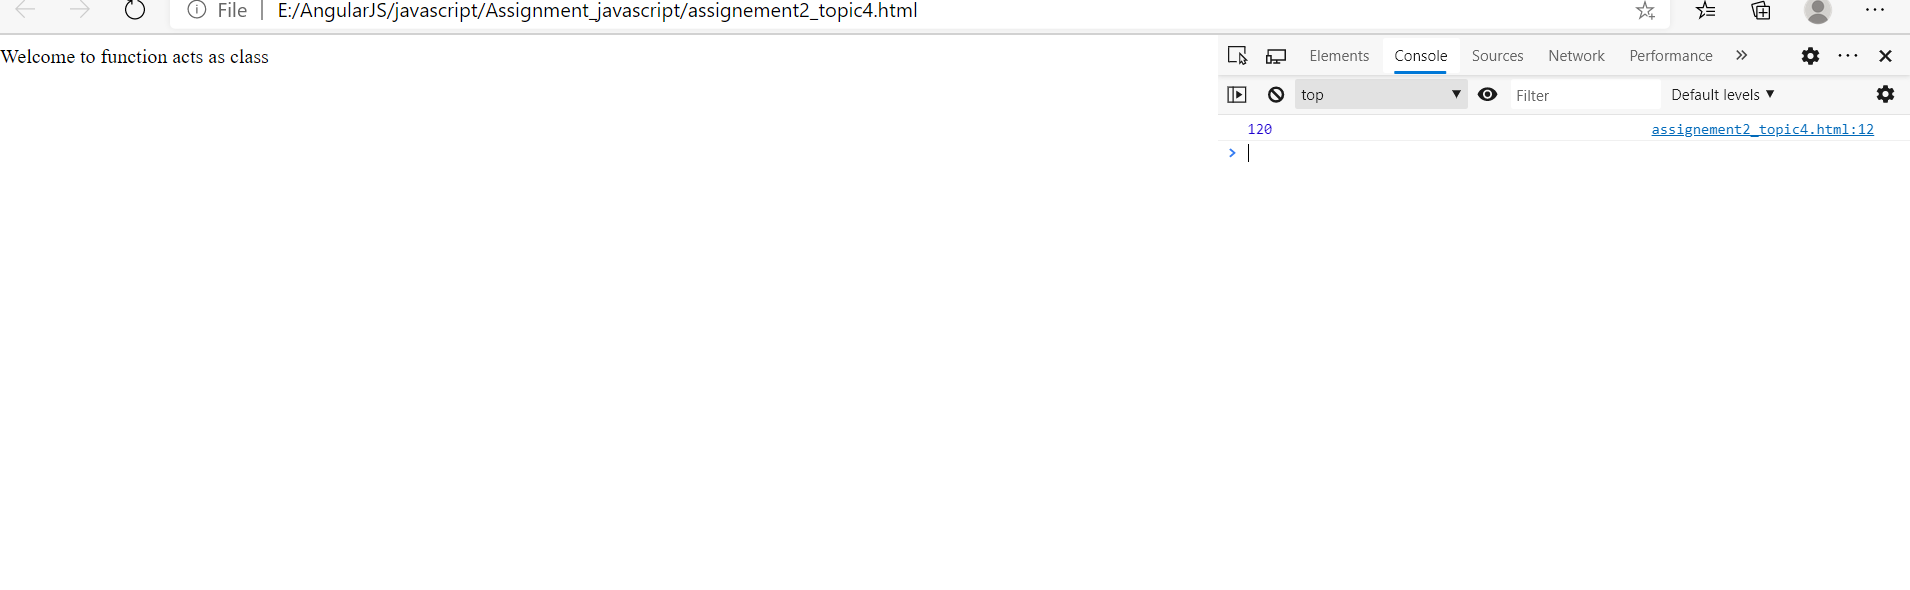 File | E:/AngularJS/javascript/Assignment_javascript/assignement2_topic4.html
Welcome to function acts as class
Elements Console Sources Network Performance
top Filter Default levels
120 assignement2_topic4.html:12
>